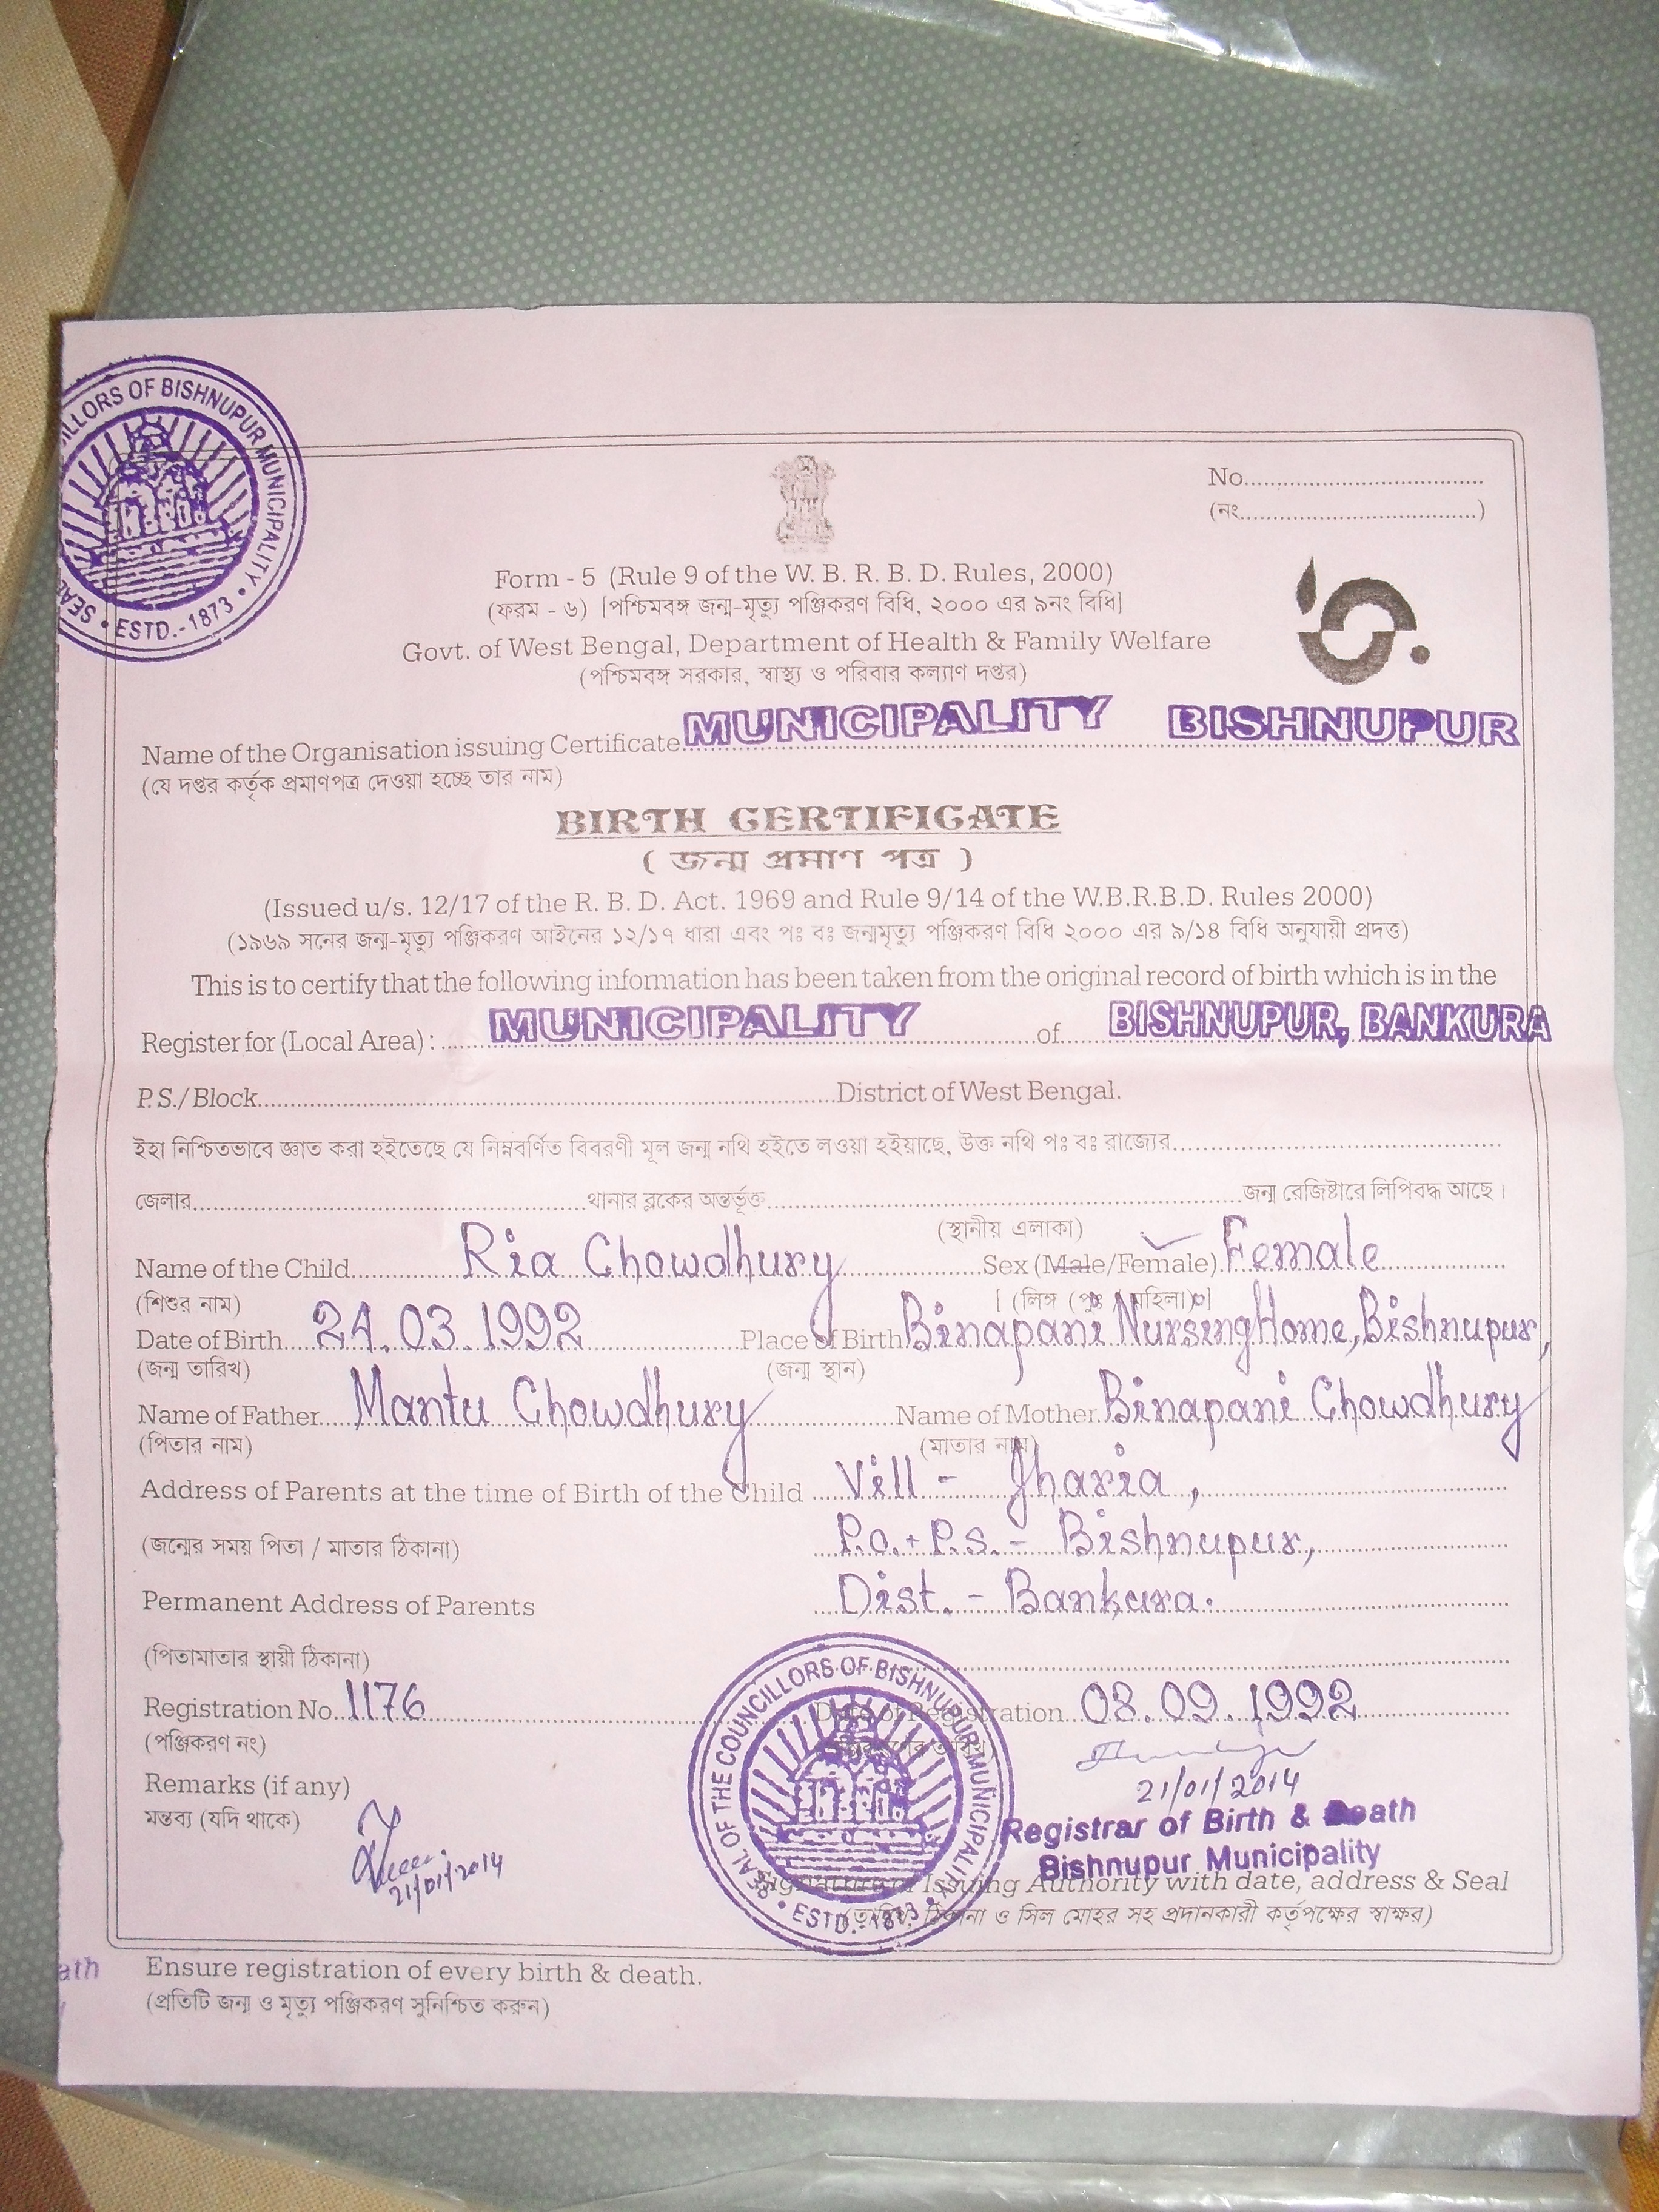 SEAL ILLORS OF BISHNUPUR MUNICIPALITY • ESTD.-1873 •
No.
(নং )
Form - 5 (Rule 9 of the W. B. R. B. D. Rules, 2000)
(ফরম - ৬) [পশ্চিমবঙ্গ জন্ম-মৃত্যু পঞ্জিকরণ বিধি, ২০০০ এর ৯নং বিধি]
Govt. of West Bengal, Department of Health & Family Welfare
(পশ্চিমবঙ্গ সরকার, স্বাস্থ্য ও পরিবার কল্যাণ দপ্তর)
Name of the Organisation issuing Certificate MUNICIPALITY BISHNUPUR
(যে দপ্তর কর্তৃক প্রমাণপত্র দেওয়া হচ্ছে তার নাম)
BIRTH CERTIFICATE
( জন্ম প্রমাণ পত্র )
(Issued u/s. 12/17 of the R. B. D. Act. 1969 and Rule 9/14 of the W.B.R.B.D. Rules 2000)
(১৯৬৯ সনের জন্ম-মৃত্যু পঞ্জিকরণ আইনের ১২/১৭ ধারা এবং পঃ বঃ জন্মমৃত্যু পঞ্জিকরণ বিধি ২০০০ এর ৯/১৪ বিধি অনুযায়ী প্রদত্ত)
This is to certify that the following information has been taken from the original record of birth which is in the
Register for (Local Area) : MUNICIPALITY of BISHNUPUR, BANKURA
P.S./ Block District of West Bengal.
ইহা নিশ্চিতভাবে জ্ঞাত করা হইতেছে যে নিম্নবর্ণিত বিবরণী মূল জন্ম নথি হইতে লওয়া হইয়াছে, উক্ত নথি পঃ বঃ রাজ্যের
জেলার থানার ব্লকের অন্তর্ভূক্ত জন্ম রেজিষ্টারে লিপিবদ্ধ আছে।
(স্থানীয় এলাকা)
Name of the Child Ria Chowdhury Sex (Male/Female) Female
(শিশুর নাম) [ (লিঙ্গ (পুঃ মহিলা) ]
Date of Birth 24.03.1992 Place of Birth Binapani Nursing Home, Bishnupur,
(জন্ম তারিখ) (জন্ম স্থান)
Name of Father Mantu Chowdhury Name of Mother Binapani Chowdhury
(পিতার নাম) (মাতার নাম)
Address of Parents at the time of Birth of the Child Vill - Jharia,
(জন্মের সময় পিতা / মাতার ঠিকানা) P.o. + P.s. - Bishnupur,
Permanent Address of Parents Dist. - Bankura.
(পিতামাতার স্থায়ী ঠিকানা)
Registration No. 1176 Date of Registration 08.09.1992
(পঞ্জিকরণ নং)
Remarks (if any) 21/01/2014
মন্তব্য (যদি থাকে) Registrar of Birth & Death
Bishnupur Municipality
21/01/2014
SEAL OF THE COUNCILLORS OF BISHNUPUR MUNICIPALITY • ESTD.-1873 •
Signature of Issuing Authority with date, address & Seal
(তারিখ, ঠিকানা ও সিল মোহর সহ প্রদানকারী কর্তৃপক্ষের স্বাক্ষর)
ath Ensure registration of every birth & death.
(প্রতিটি জন্ম ও মৃত্যু পঞ্জিকরণ সুনিশ্চিত করুন)